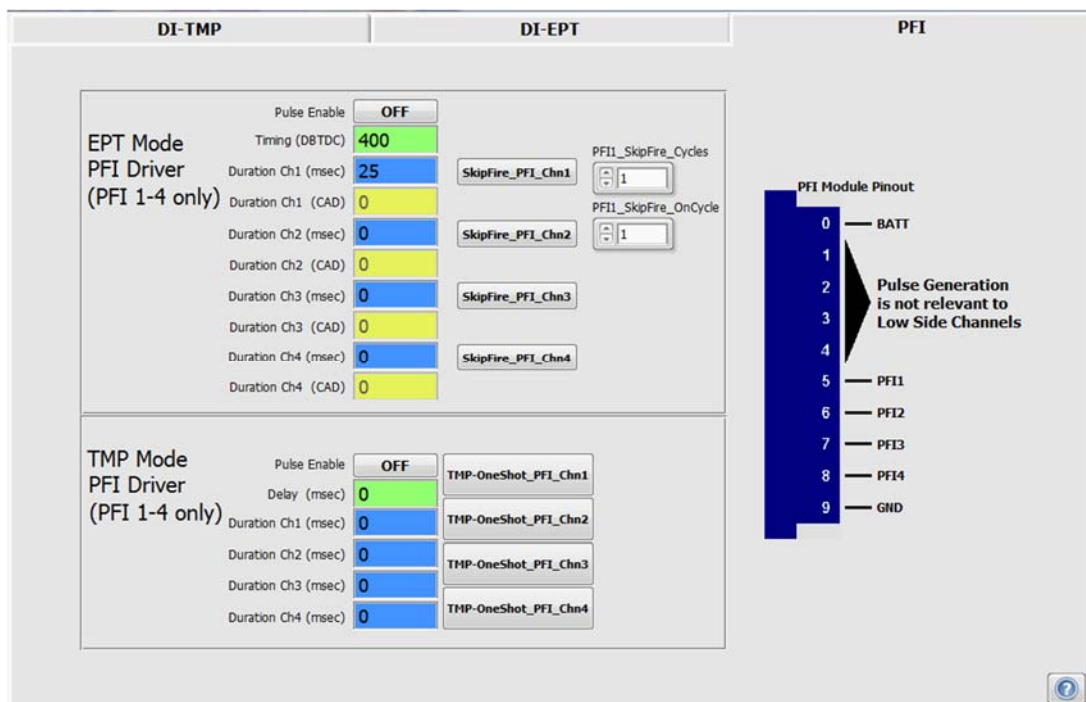 DI-TMP
DI-EPT
PFI
EPT Mode
PFI Driver
(PFI 1-4 only)
Pulse Enable OFF
Timing (DBTDC) 400
Duration Ch1 (msec) 25
Duration Ch1 (CAD) 0
Duration Ch2 (msec) 0
Duration Ch2 (CAD) 0
Duration Ch3 (msec) 0
Duration Ch3 (CAD) 0
Duration Ch4 (msec) 0
Duration Ch4 (CAD) 0
SkipFire_PFI_Chn1
SkipFire_PFI_Chn2
SkipFire_PFI_Chn3
SkipFire_PFI_Chn4
PFI1_SkipFire_Cycles
1
PFI1_SkipFire_OnCycle
1
TMP Mode
PFI Driver
(PFI 1-4 only)
Pulse Enable OFF
Delay (msec) 0
Duration Ch1 (msec) 0
Duration Ch2 (msec) 0
Duration Ch3 (msec) 0
Duration Ch4 (msec) 0
TMP-OneShot_PFI_Chn1
TMP-OneShot_PFI_Chn2
TMP-OneShot_PFI_Chn3
TMP-OneShot_PFI_Chn4
PFI Module Pinout
0 BATT
1
2
3
4
Pulse Generation
is not relevant to
Low Side Channels
5 PFI1
6 PFI2
7 PFI3
8 PFI4
9 GND
?